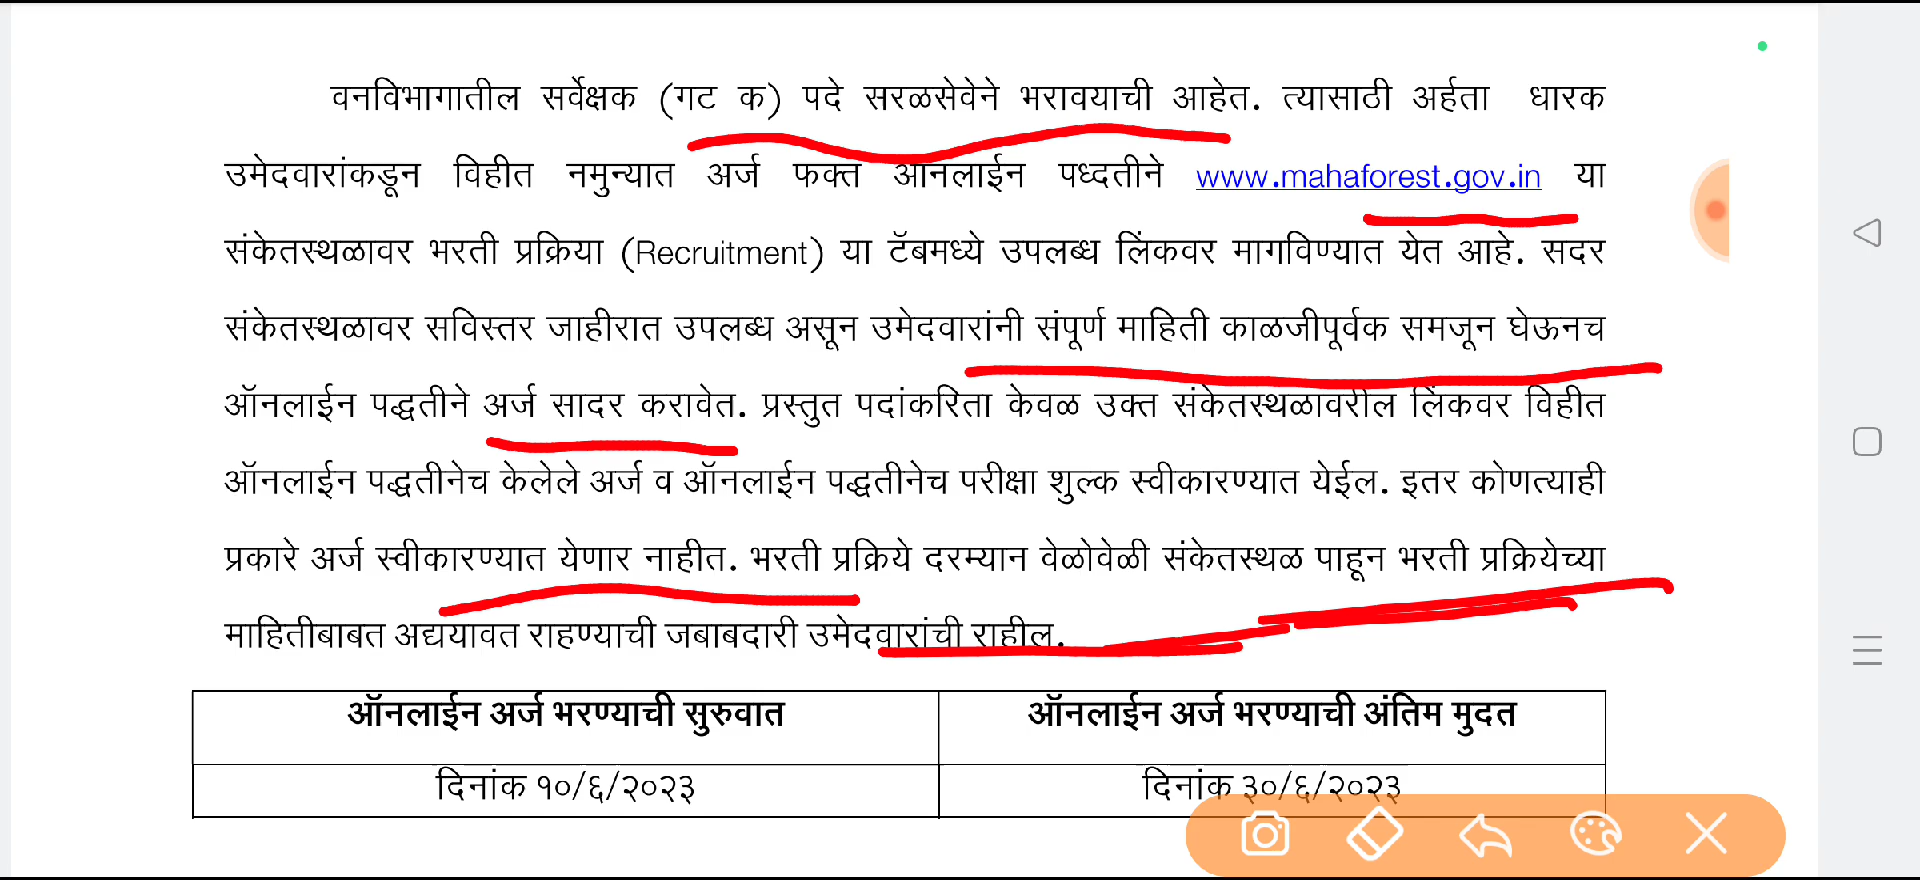 वनविभागातील सर्वेक्षक (गट क) पदे सरळसेवेने भरावयाची आहेत. त्यासाठी अर्हता धारक
उमेदवारांकडून विहीत नमुन्यात अर्ज फक्त ऑनलाईन पध्दतीने www.mahaforest.gov.in या
संकेतस्थळावर भरती प्रक्रिया (Recruitment) या टॅबमध्ये उपलब्ध लिंकवर मागविण्यात येत आहे. सदर
संकेतस्थळावर सविस्तर जाहीरात उपलब्ध असून उमेदवारांनी संपूर्ण माहिती काळजीपूर्वक समजून घेऊनच
ऑनलाईन पद्धतीने अर्ज सादर करावेत. प्रस्तुत पदांकरिता केवळ उक्त संकेतस्थळावरील लिंकवर विहीत
ऑनलाईन पद्धतीनेच केलेले अर्ज व ऑनलाईन पद्धतीनेच परीक्षा शुल्क स्वीकारण्यात येईल. इतर कोणत्याही
प्रकारे अर्ज स्वीकारण्यात येणार नाहीत. भरती प्रक्रिये दरम्यान वेळोवेळी संकेतस्थळ पाहून भरती प्रक्रियेच्या
माहितीबाबत अद्ययावत राहण्याची जबाबदारी उमेदवारांची राहील.
ऑनलाईन अर्ज भरण्याची सुरुवात ऑनलाईन अर्ज भरण्याची अंतिम मुदत
दिनांक १०/६/२०२३ दिनांक ३०/६/२०२३